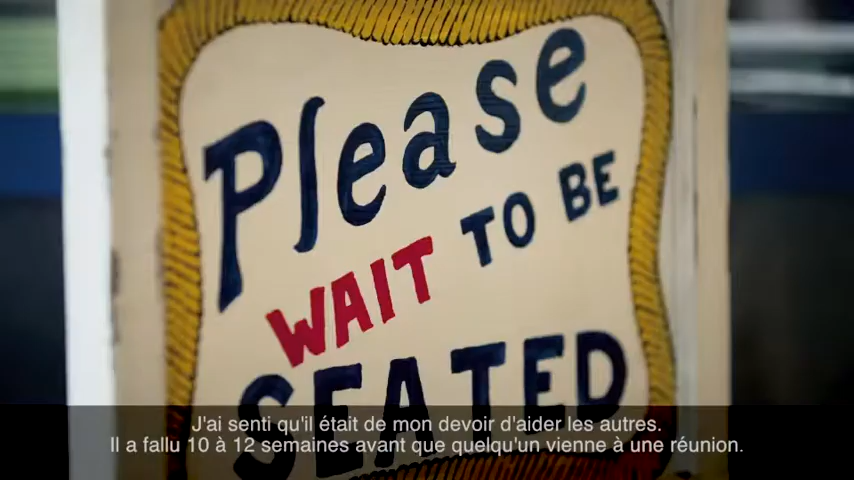 Please
WAIT TO BE
SEATED
J'ai senti qu'il était de mon devoir d'aider les autres.
Il a fallu 10 à 12 semaines avant que quelqu'un vienne à une réunion.